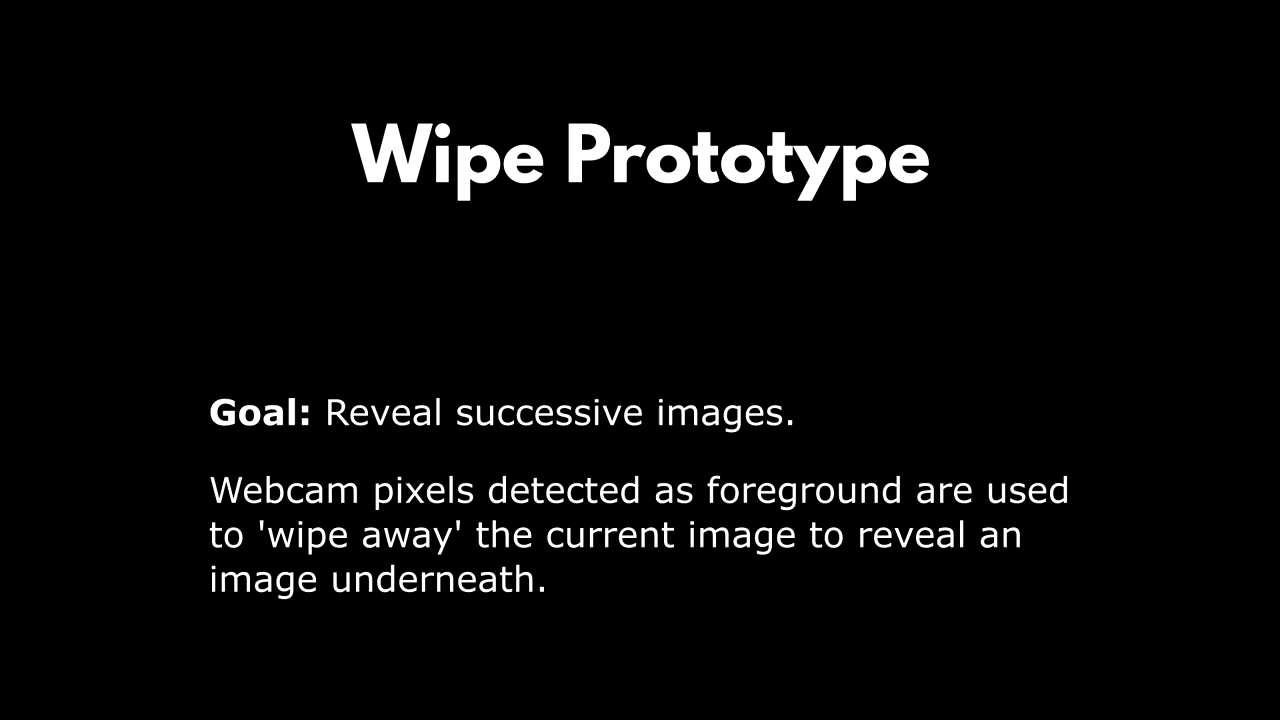 Wipe Prototype
Goal: Reveal successive images.
Webcam pixels detected as foreground are used
to 'wipe away' the current image to reveal an
image underneath.